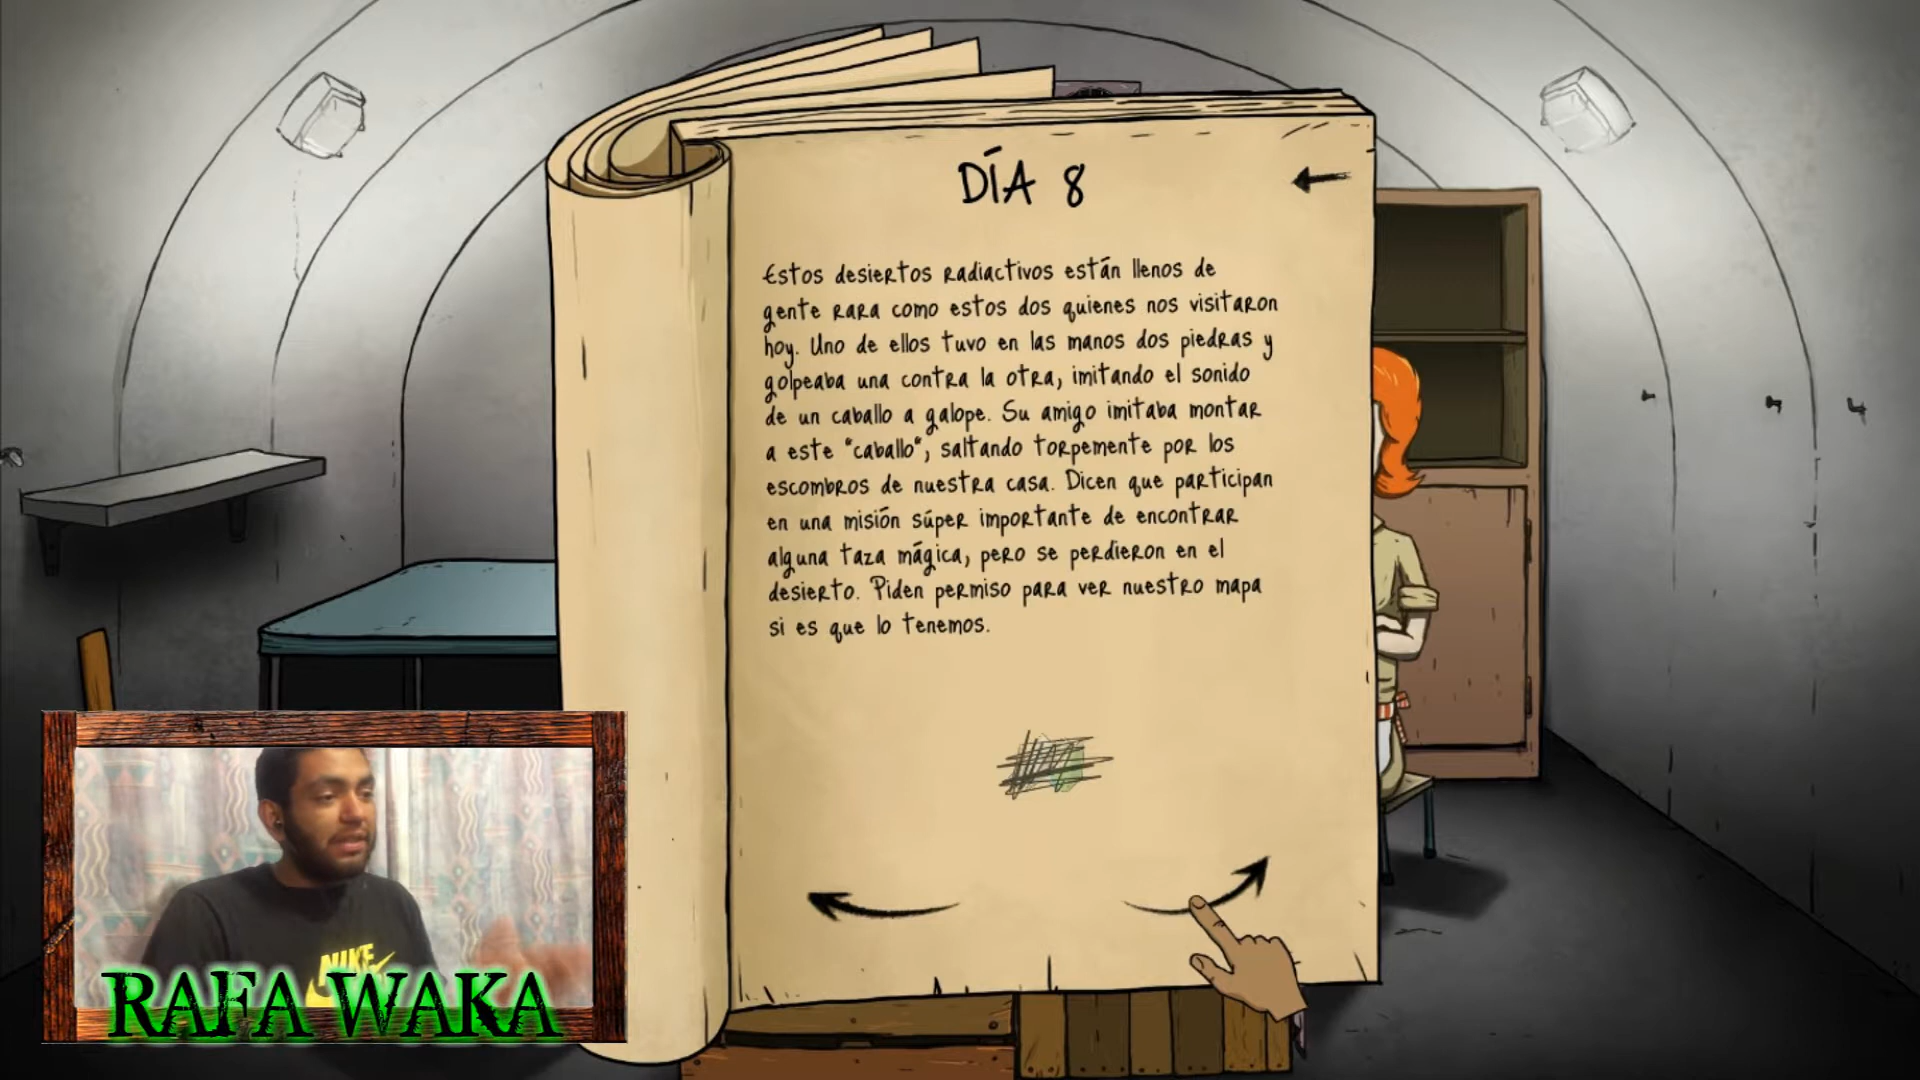 DÍA 8
Estos desiertos radiactivos están llenos de
gente rara como estos dos quienes nos visitaron
hoy. Uno de ellos tuvo en las manos dos piedras y
golpeaba una contra la otra, imitando el sonido
de un caballo a galope. Su amigo imitaba montar
a este "caballo", saltando torpemente por los
escombros de nuestra casa. Dicen que participan
en una misión súper importante de encontrar
alguna taza mágica, pero se perdieron en el
desierto. Piden permiso para ver nuestro mapa
si es que lo tenemos.
NIKE
RAFA WAKA